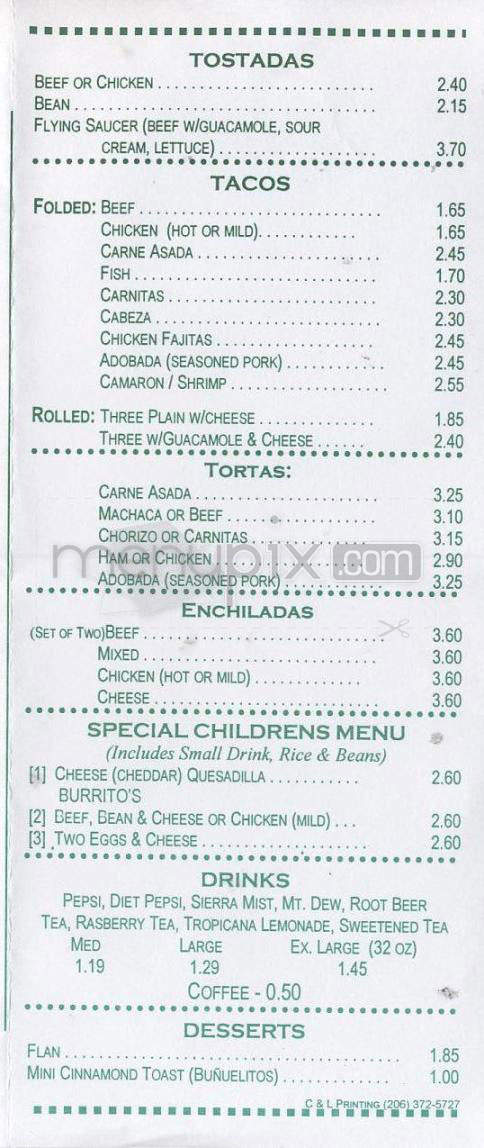 TOSTADAS
BEEF OR CHICKEN 2.40
BEAN 2.15
FLYING SAUCER (BEEF W/GUACAMOLE, SOUR
CREAM, LETTUCE) 3.70
TACOS
FOLDED: BEEF 1.65
CHICKEN (HOT OR MILD) 1.65
CARNE ASADA 2.45
FISH 1.70
CARNITAS 2.30
CABEZA 2.30
CHICKEN FAJITAS 2.45
ADOBADA (SEASONED PORK) 2.45
CAMARON / SHRIMP 2.55
ROLLED: THREE PLAIN W/CHEESE 1.85
THREE W/GUACAMOLE & CHEESE 2.40
TORTAS:
CARNE ASADA 3.25
MACHACA OR BEEF 3.10
CHORIZO OR CARNITAS 3.15
HAM OR CHICKEN 2.90
menupix.com
ADOBADA (SEASONED PORK) 3.25
ENCHILADAS
(SET OF TWO) BEEF 3.60
MIXED 3.60
CHICKEN (HOT OR MILD) 3.60
CHEESE 3.60
SPECIAL CHILDRENS MENU
(Includes Small Drink, Rice & Beans)
[1] CHEESE (CHEDDAR) QUESADILLA 2.60
BURRITO'S
[2] BEEF, BEAN & CHEESE OR CHICKEN (MILD) 2.60
[3] TWO EGGS & CHEESE 2.60
DRINKS
PEPSI, DIET PEPSI, SIERRA MIST, MT. DEW, ROOT BEER
TEA, RASBERRY TEA, TROPICANA LEMONADE, SWEETENED TEA
MED LARGE EX. LARGE (32 OZ)
1.19 1.29 1.45
COFFEE - 0.50
DESSERTS
FLAN 1.85
MINI CINNAMOND TOAST (BUÑUELITOS) 1.00
C & L PRINTING (206) 372-5727